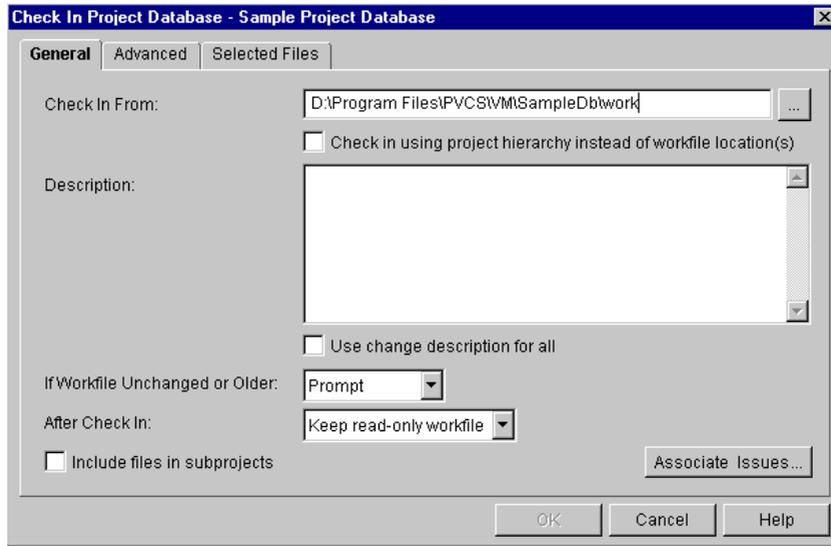 Check In Project Database - Sample Project Database
General Advanced Selected Files
Check In From: D:\Program Files\PVCS\VM\SampleDb\work ...
Check in using project hierarchy instead of workfile location(s)
Description:
Use change description for all
If Workfile Unchanged or Older: Prompt
After Check In: Keep read-only workfile
Include files in subprojects Associate Issues...
OK Cancel Help